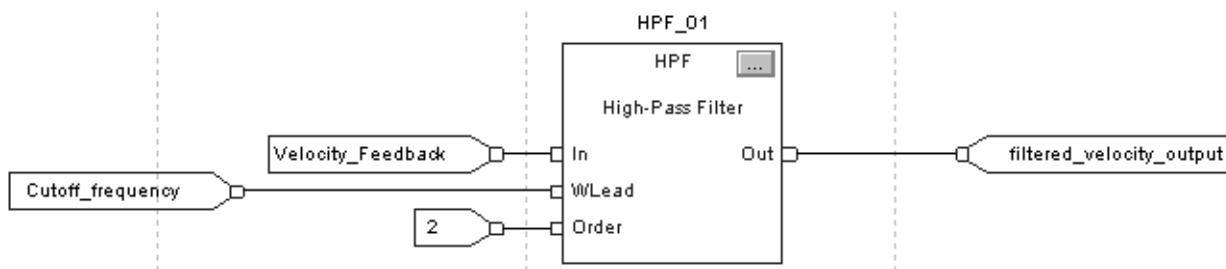 HPF_01
HPF
...
High-Pass Filter
Velocity_Feedback
In
Out
filtered_velocity_output
Cutoff_frequency
WLead
2
Order